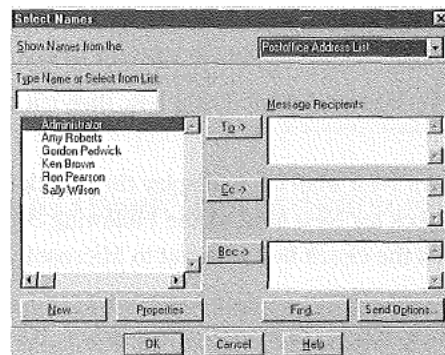 Select Names
Show Names from the:
Postoffice Address List
Type Name or Select from List:
Message Recipients
Administrator
Amy Roberts
Gordon Padwick
Ken Brown
Ron Pearson
Sally Wilson
To ->
Cc ->
Bcc ->
New
Properties
Find
Send Options
OK
Cancel
Help